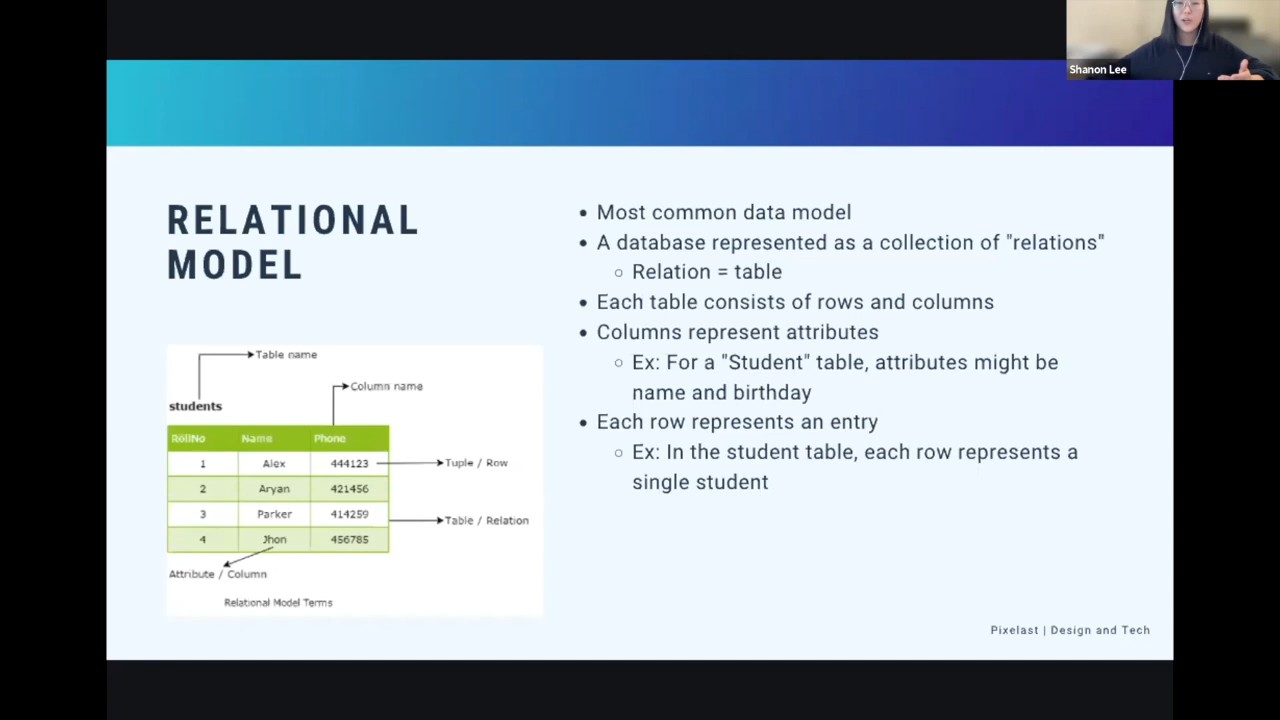 Shanon Lee
RELATIONAL
MODEL
• Most common data model
• A database represented as a collection of "relations"
○ Relation = table
• Each table consists of rows and columns
• Columns represent attributes
○ Ex: For a "Student" table, attributes might be
name and birthday
• Each row represents an entry
○ Ex: In the student table, each row represents a
single student
Table name
Column name
students
RollNo Name Phone
1 Alex 444123 Tuple / Row
2 Aryan 421456
3 Parker 414259
Table / Relation
4 Jhon 456785
Attribute / Column
Relational Model Terms
Pixelast | Design and Tech